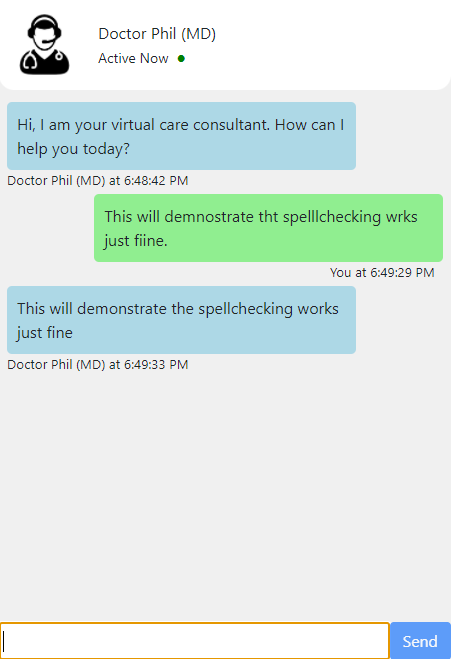 Doctor Phil (MD)
Active Now
Hi, I am your virtual care consultant. How can I
help you today?
Doctor Phil (MD) at 6:48:42 PM
This will demnostrate tht spelllchecking wrks
just fiine.
You at 6:49:29 PM
This will demonstrate the spellchecking works
just fine
Doctor Phil (MD) at 6:49:33 PM
Send